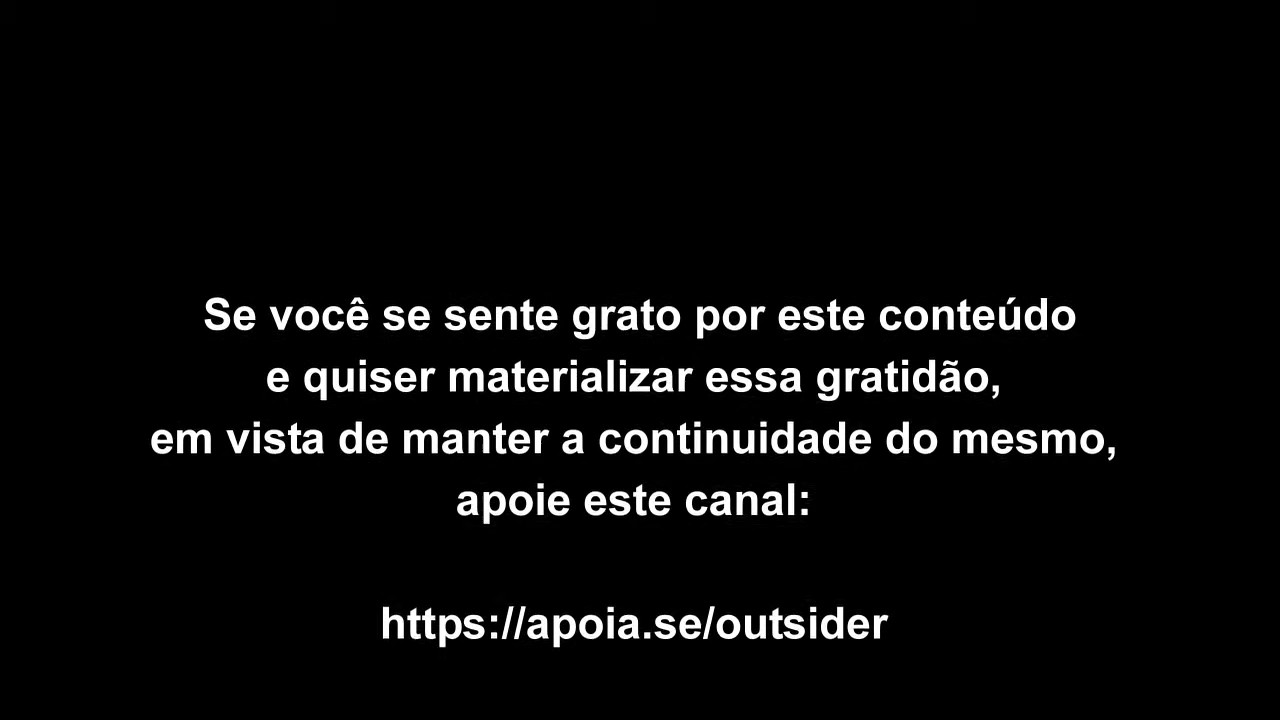 Se você se sente grato por este conteúdo
e quiser materializar essa gratidão,
em vista de manter a continuidade do mesmo,
apoie este canal:
https://apoia.se/outsider